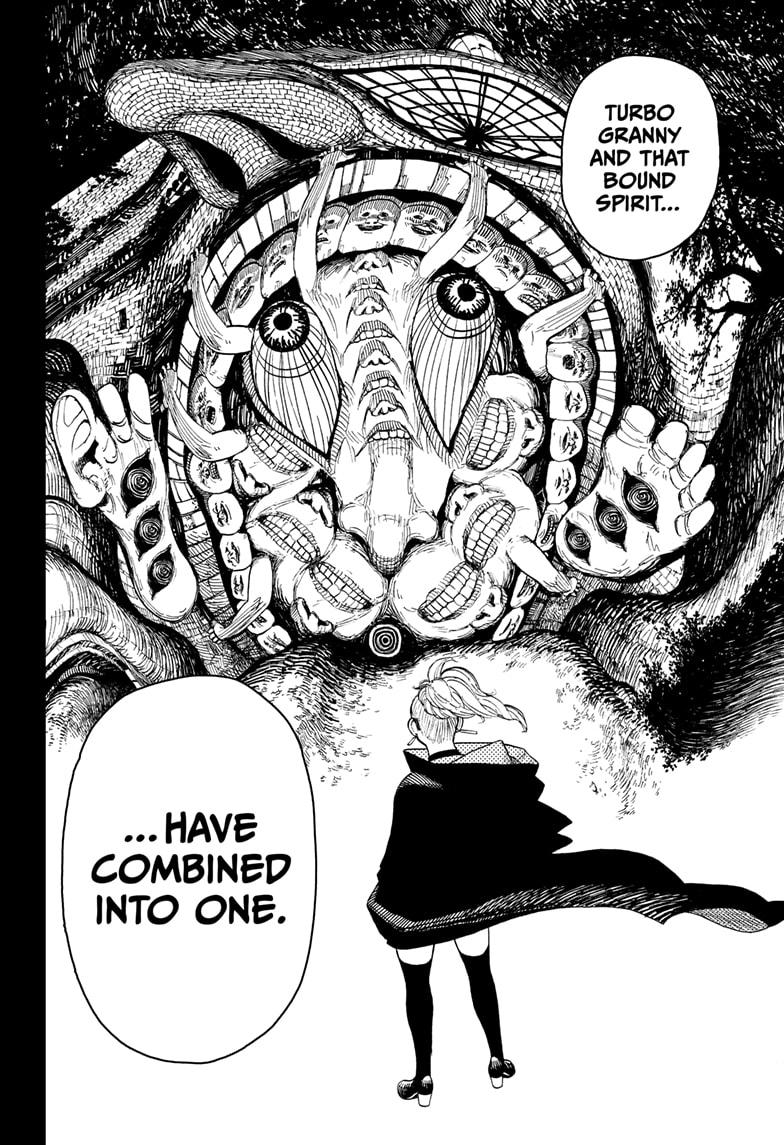 TURBO
GRANNY
AND THAT
BOUND
SPIRIT...
...HAVE
COMBINED
INTO ONE.